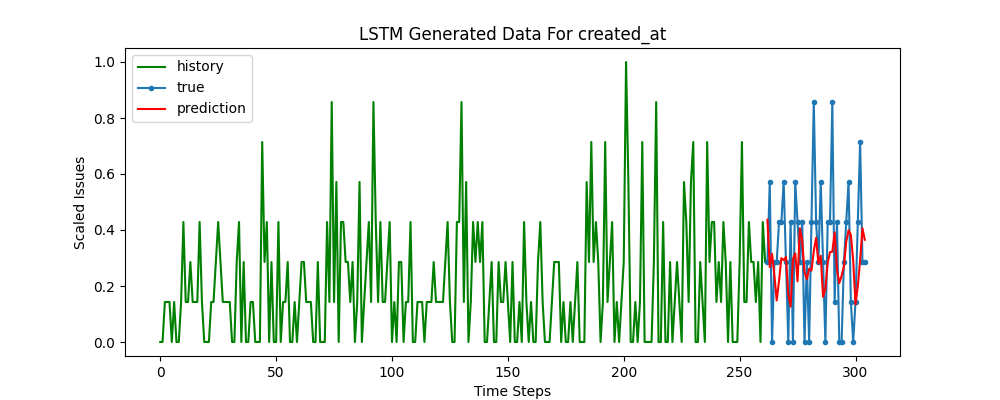 LSTM Generated Data For created_at
history
true
prediction
1.0
0.8
0.6
0.4
0.2
0.0
Scaled Issues
0
50
100
150
200
250
300
Time Steps